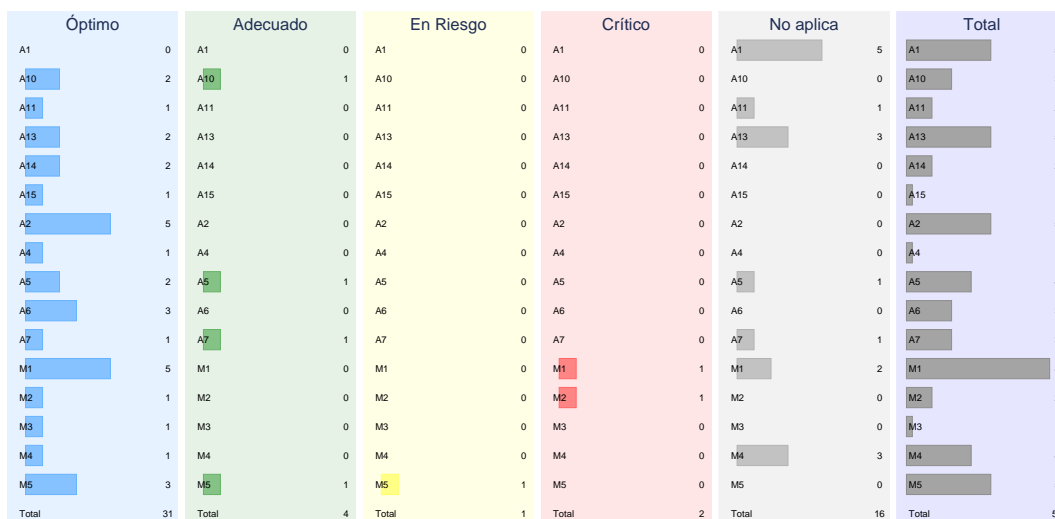 Óptimo Adecuado En Riesgo Crítico No aplica Total
A1 0 A1 0 A1 0 A1 0 A1 5 A1
A10 2 A10 1 A10 0 A10 0 A10 0 A10
A11 1 A11 0 A11 0 A11 0 A11 1 A11
A13 2 A13 0 A13 0 A13 0 A13 3 A13
A14 2 A14 0 A14 0 A14 0 A14 0 A14
A15 1 A15 0 A15 0 A15 0 A15 0 A15
A2 5 A2 0 A2 0 A2 0 A2 0 A2
A4 1 A4 0 A4 0 A4 0 A4 0 A4
A5 2 A5 1 A5 0 A5 0 A5 1 A5
A6 3 A6 0 A6 0 A6 0 A6 0 A6
A7 1 A7 1 A7 0 A7 0 A7 1 A7
M1 5 M1 0 M1 0 M1 1 M1 2 M1
M2 1 M2 0 M2 0 M2 1 M2 0 M2
M3 1 M3 0 M3 0 M3 0 M3 0 M3
M4 1 M4 0 M4 0 M4 0 M4 3 M4
M5 3 M5 1 M5 1 M5 0 M5 0 M5
Total 31 Total 4 Total 1 Total 2 Total 16 Total